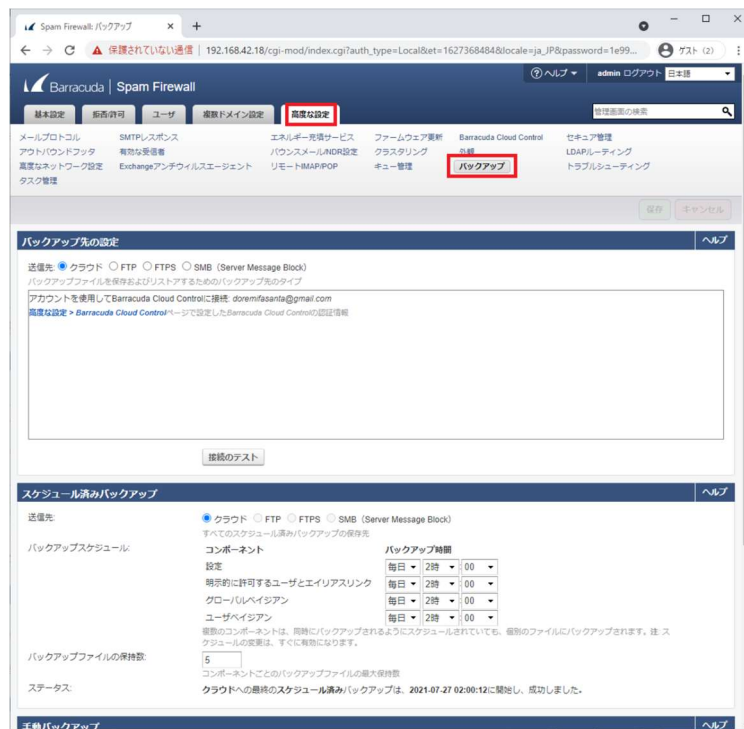 Spam Firewall: バックアップ
保護されていない通信 | 192.168.42.18/cgi-mod/index.cgi?auth_type=Local&et=1627368484&locale=ja_JP&password=1e99...
ゲスト (2)
Barracuda | Spam Firewall
ヘルプ admin ログアウト 日本語
基本設定 拒否/許可 ユーザ 複数ドメイン設定 高度な設定 管理画面の検索
メールプロトコル SMTPレスポンス エネルギー充填サービス ファームウェア更新 Barracuda Cloud Control セキュア管理
アウトバウンドフッタ 有効な受信者 バウンスメール/NDR設定 クラスタリング 外観 LDAPルーティング
高度なネットワーク設定 Exchangeアンチウイルスエージェント リモートIMAP/POP キュー管理 バックアップ トラブルシューティング
タスク管理
保存 キャンセル
バックアップ先の設定 ヘルプ
送信先: クラウド FTP FTPS SMB（Server Message Block）
バックアップファイルを保存およびリストアするためのバックアップ先のタイプ
アカウントを使用してBarracuda Cloud Controlに接続: doremifasanta@gmail.com
高度な設定 > Barracuda Cloud Controlページで設定したBarracuda Cloud Controlの認証情報
接続のテスト
スケジュール済みバックアップ ヘルプ
送信先: クラウド FTP FTPS SMB（Server Message Block）
すべてのスケジュール済みバックアップの保存先
バックアップスケジュール: コンポーネント バックアップ時間
設定 毎日 2時 : 00
明示的に許可するユーザとエイリアスリンク 毎日 2時 : 00
グローバルベイジアン 毎日 2時 : 00
ユーザベイジアン 毎日 2時 : 00
複数のコンポーネントは、同時にバックアップされるようにスケジュールされていても、個別のファイルにバックアップされます。注: ス
ケジュールの変更は、すぐに有効になります。
バックアップファイルの保持数: 5
コンポーネントごとのバックアップファイルの最大保持数
ステータス: クラウドへの最終のスケジュール済みバックアップは、2021-07-27 02:00:12に開始し、成功しました。
手動バックアップ ヘルプ